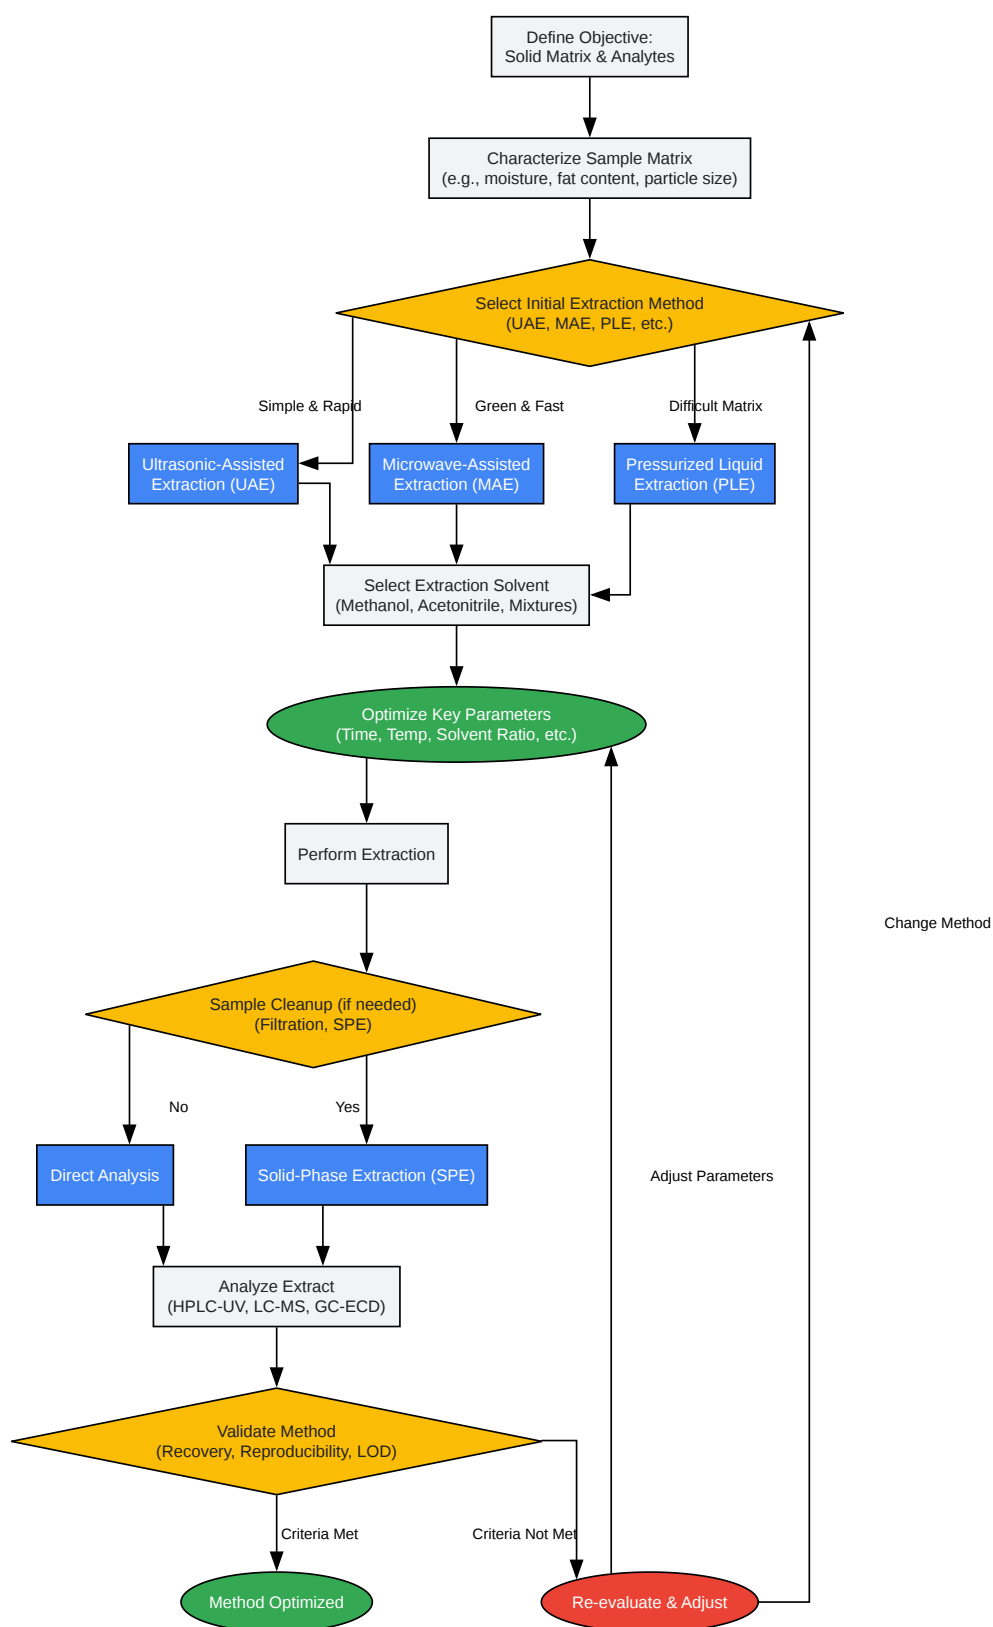 Define Objective:
Solid Matrix & Analytes
Characterize Sample Matrix
(e.g., moisture, fat content, particle size)
Select Initial Extraction Method
(UAE, MAE, PLE, etc.)
Simple & Rapid
Green & Fast
Difficult Matrix
Ultrasonic-Assisted
Extraction (UAE)
Microwave-Assisted
Extraction (MAE)
Pressurized Liquid
Extraction (PLE)
Select Extraction Solvent
(Methanol, Acetonitrile, Mixtures)
Optimize Key Parameters
(Time, Temp, Solvent Ratio, etc.)
Perform Extraction
Change Method
Sample Cleanup (if needed)
(Filtration, SPE)
No
Yes
Direct Analysis
Solid-Phase Extraction (SPE)
Adjust Parameters
Analyze Extract
(HPLC-UV, LC-MS, GC-ECD)
Validate Method
(Recovery, Reproducibility, LOD)
Criteria Met
Criteria Not Met
Method Optimized
Re-evaluate & Adjust